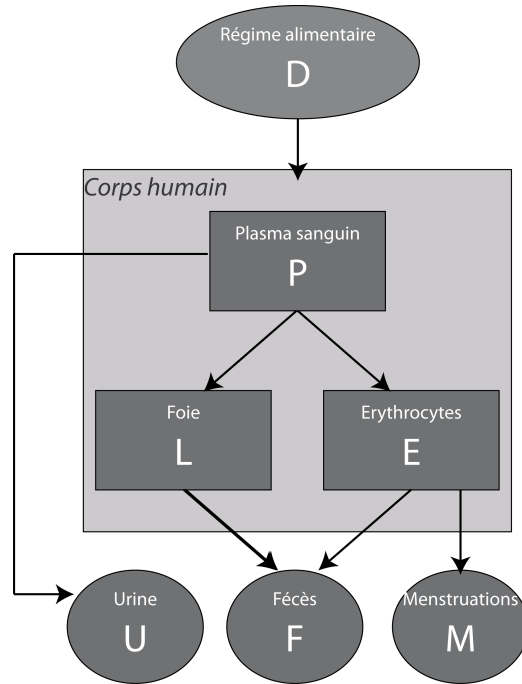 Régime alimentaire
D
Corps humain
Plasma sanguin
P
Foie
L
Erythrocytes
E
Urine
U
Fécès
F
Menstruations
M